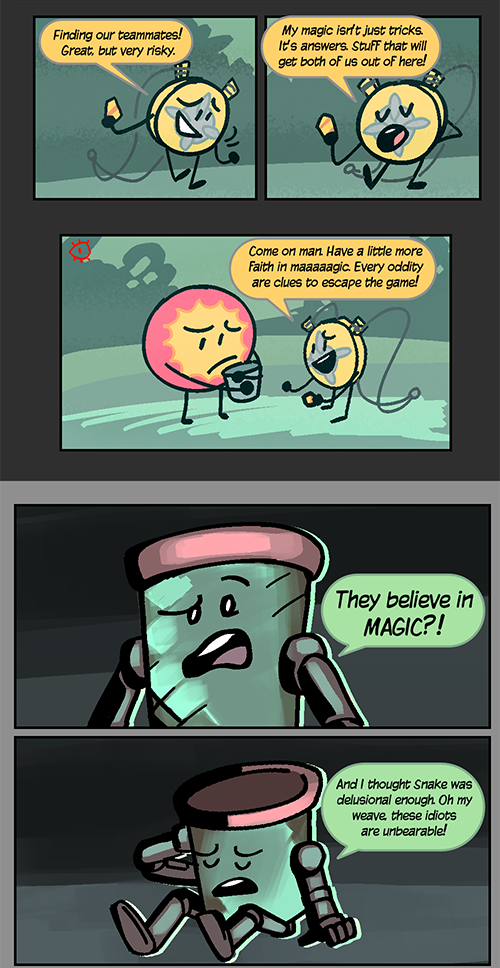 Finding our teammates!
Great, but very risky.
My magic isn't just tricks.
It's answers. Stuff that will
get both of us out of here!
Come on man. Have a little more
faith in maaaaagic. Every oddity
are clues to escape the game!
They believe in
MAGIC?!
And I thought Snake was
delusional enough. Oh my
weave, these idiots
are unbearable!